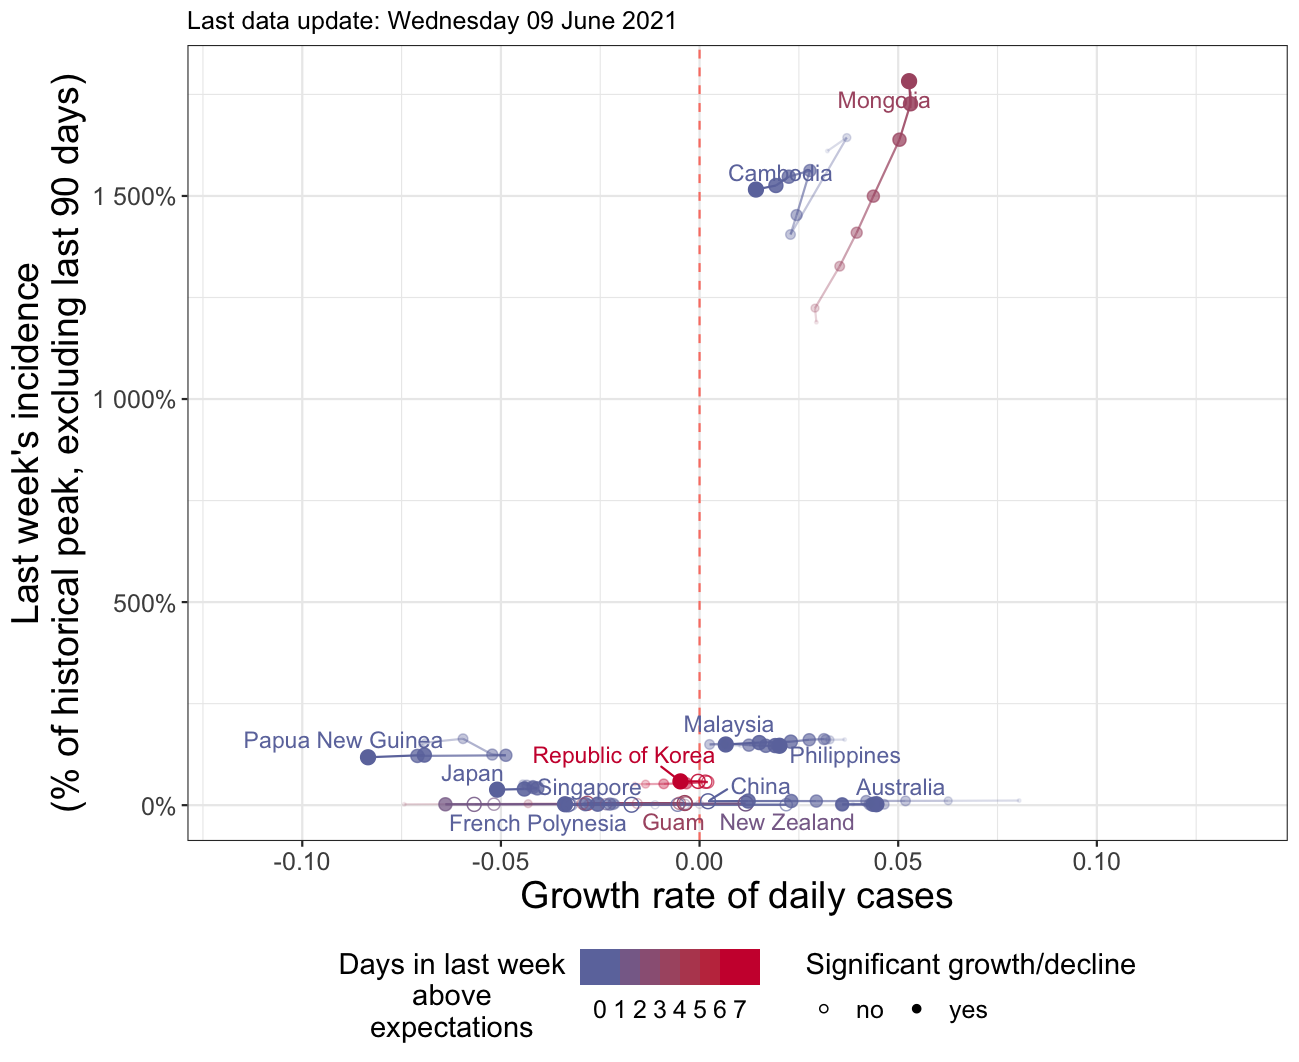 Last data update: Wednesday 09 June 2021
Last week's incidence
(% of historical peak, excluding last 90 days)
1 500%
1 000%
500%
0%
Mongolia
Cambodia
Malaysia
Papua New Guinea
Republic of Korea
Philippines
Japan
Singapore
China
Australia
French Polynesia
Guam
New Zealand
-0.10
-0.05
0.00
0.05
0.10
Growth rate of daily cases
Days in last week
above
expectations
0 1 2 3 4 5 6 7
Significant growth/decline
no
yes